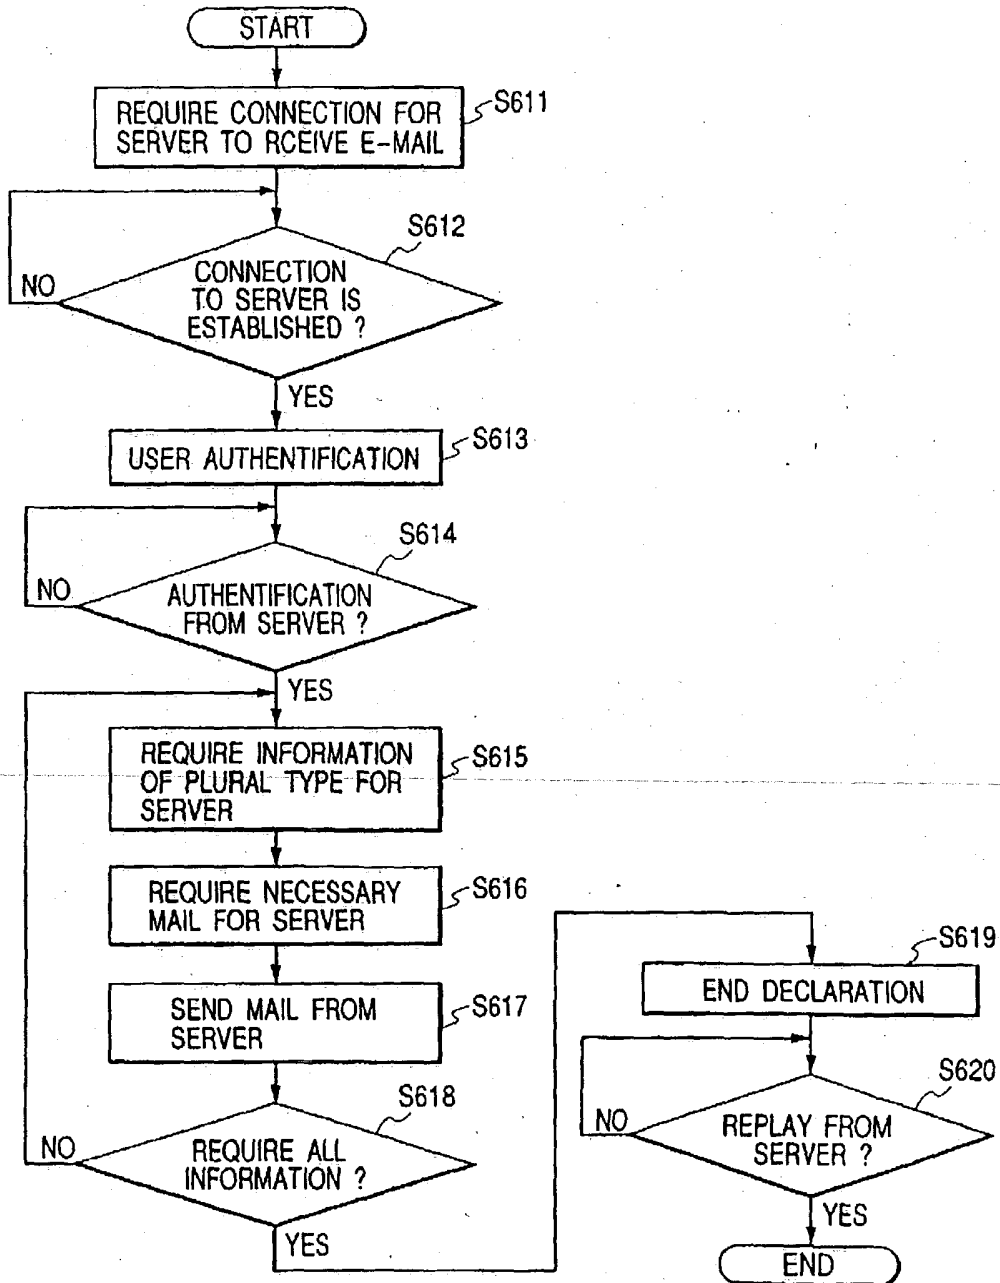 START
REQUIRE CONNECTION FOR
SERVER TO RCEIVE E-MAIL
S611
S612
CONNECTION
TO SERVER IS
ESTABLISHED ?
NO
YES
USER AUTHENTIFICATION
S613
S614
AUTHENTIFICATION
FROM SERVER ?
NO
YES
REQUIRE INFORMATION
OF PLURAL TYPE FOR
SERVER
S615
REQUIRE NECESSARY
MAIL FOR SERVER
S616
SEND MAIL FROM
SERVER
S617
S618
REQUIRE ALL
INFORMATION ?
NO
YES
S619
END DECLARATION
S620
REPLAY FROM
SERVER ?
NO
YES
END